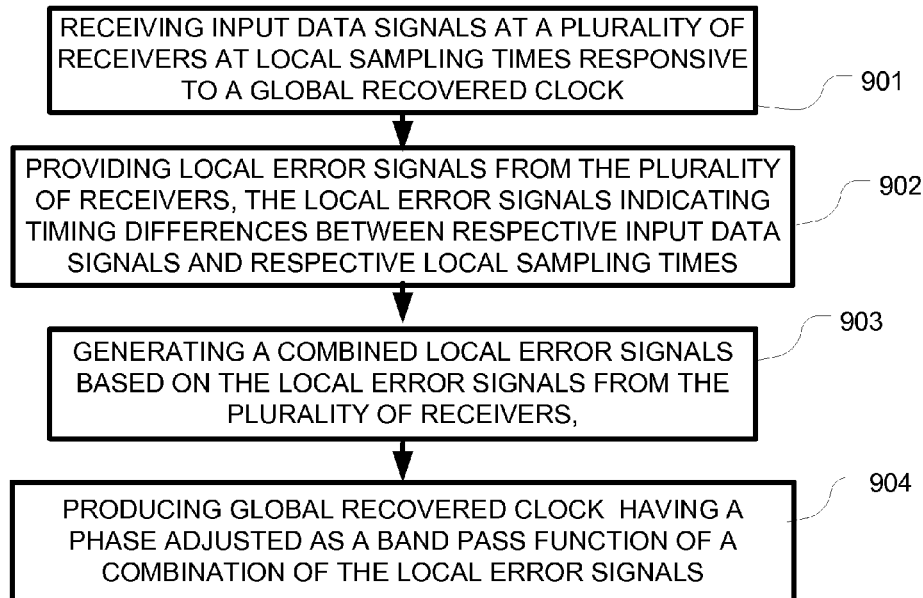 RECEIVING INPUT DATA SIGNALS AT A PLURALITY OF
RECEIVERS AT LOCAL SAMPLING TIMES RESPONSIVE
TO A GLOBAL RECOVERED CLOCK
901
PROVIDING LOCAL ERROR SIGNALS FROM THE PLURALITY
OF RECEIVERS, THE LOCAL ERROR SIGNALS INDICATING
TIMING DIFFERENCES BETWEEN RESPECTIVE INPUT DATA
SIGNALS AND RESPECTIVE LOCAL SAMPLING TIMES
902
GENERATING A COMBINED LOCAL ERROR SIGNALS
BASED ON THE LOCAL ERROR SIGNALS FROM THE
PLURALITY OF RECEIVERS,
903
PRODUCING GLOBAL RECOVERED CLOCK HAVING A
PHASE ADJUSTED AS A BAND PASS FUNCTION OF A
COMBINATION OF THE LOCAL ERROR SIGNALS
904